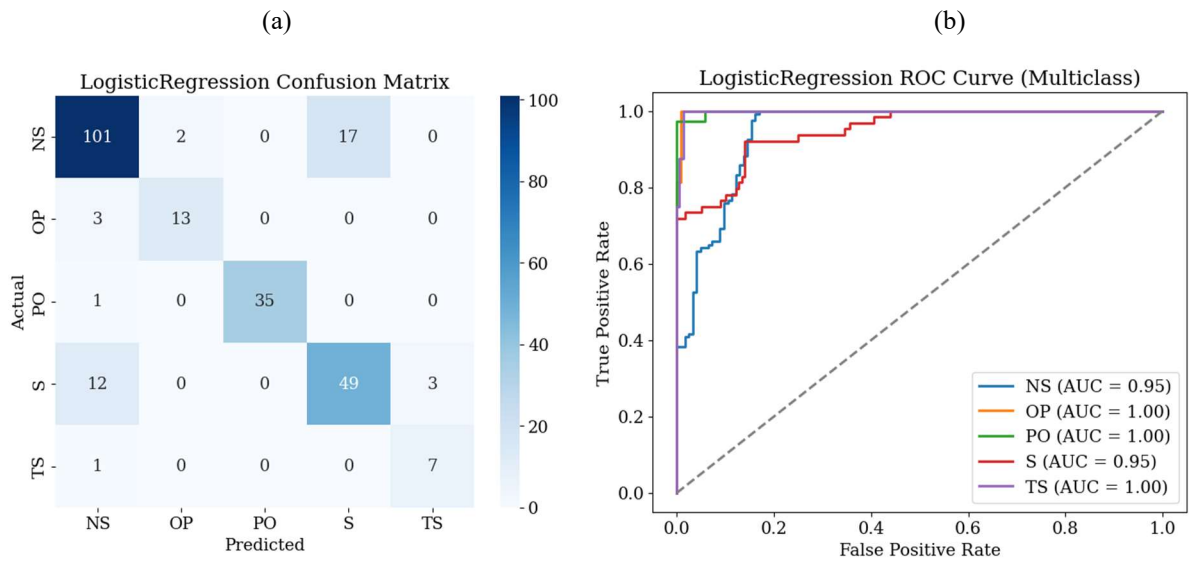 (a)
(b)
LogisticRegression Confusion Matrix
NS 101 2 0 17 0
OP 3 13 0 0 0
PO 1 0 35 0 0
S 12 0 0 49 3
TS 1 0 0 0 7
NS OP PO S TS
Predicted
Actual
100
80
60
40
20
0
LogisticRegression ROC Curve (Multiclass)
True Positive Rate
1.0
0.8
0.6
0.4
0.2
0.0
0.0 0.2 0.4 0.6 0.8 1.0
False Positive Rate
NS (AUC = 0.95)
OP (AUC = 1.00)
PO (AUC = 1.00)
S (AUC = 0.95)
TS (AUC = 1.00)